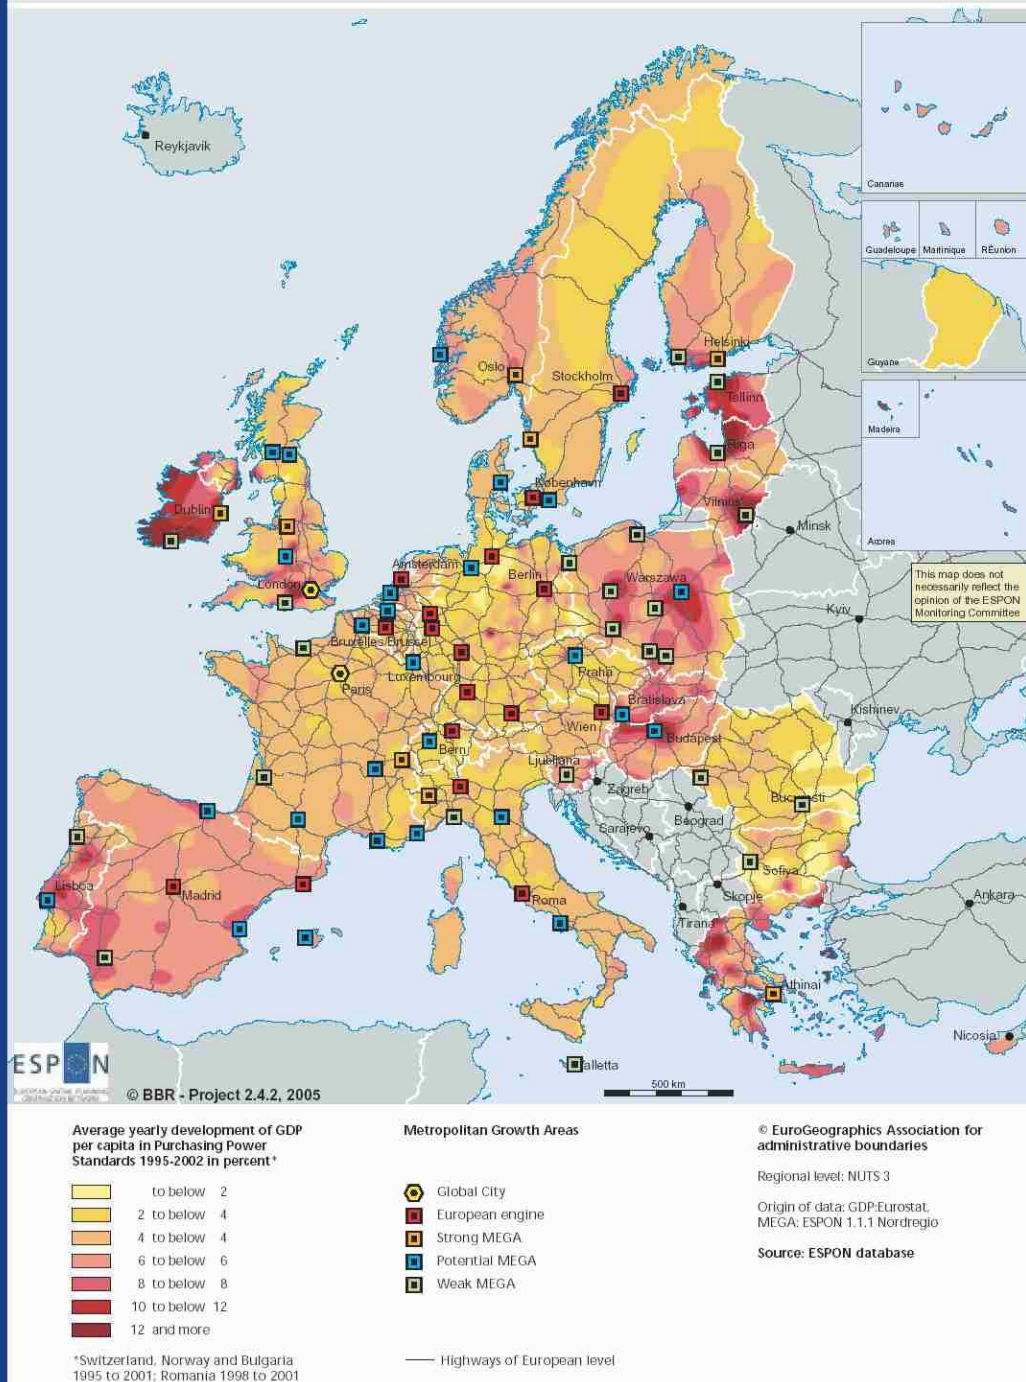 Reykjavik
Canarias
Guadeloupe
Martinique
RÉunion
Guyane
Madeira
Acorea
Helsinki
Oslo
Stockholm
Tallinn
Riga
København
Vilnius
Minsk
Dublin
Amsterdam
Berlin
Warszawa
London
This map does not
necessarily reflect the
opinion of the ESPON
Monitoring Committee
Kyiv
Bruxelles/Brussel
Luxembourg
Praha
Paris
Bratislava
Kishinev
Wien
Budapest
Bern
Ljubljana
Zagreb
Bucuresti
Beograd
Sarajevo
Sofiya
Lisboa
Madrid
Roma
Skopje
Ankara
Tirana
Athinai
Nicosia
Valletta
ESPON
© BBR - Project 2.4.2, 2005
500 km
Average yearly development of GDP
per capita in Purchasing Power
Standards 1995-2002 in percent*
to below 2
2 to below 4
4 to below 4
6 to below 6
8 to below 8
10 to below 12
12 and more
*Switzerland, Norway and Bulgaria
1995 to 2001; Romania 1998 to 2001
Metropolitan Growth Areas
Global City
European engine
Strong MEGA
Potential MEGA
Weak MEGA
Highways of European level
© EuroGeographics Association for
administrative boundaries
Regional level: NUTS 3
Origin of data: GDP:Eurostat,
MEGA: ESPON 1.1.1 Nordregio
Source: ESPON database